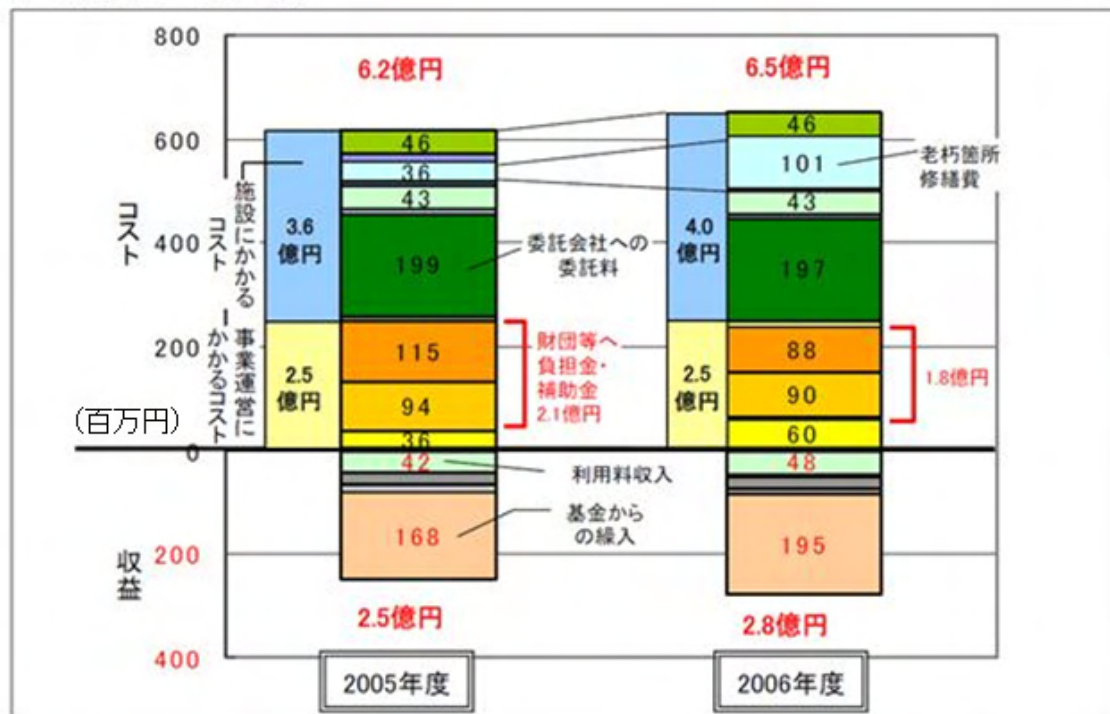 800
600
400
200
0
200
400
(百万円)
コスト
収益
施設にかかる
コスト
事業運営に
かかるコスト
6.2億円
3.6
億円
2.5
億円
46
36
43
199
115
94
36
42
168
2.5億円
2005年度
委託会社への
委託料
財団等へ
負担金・
補助金
2.1億円
利用料収入
基金から
の繰入
6.5億円
4.0
億円
2.5
億円
46
101
43
197
88
90
60
48
195
2.8億円
2006年度
老朽箇所
修繕費
1.8億円